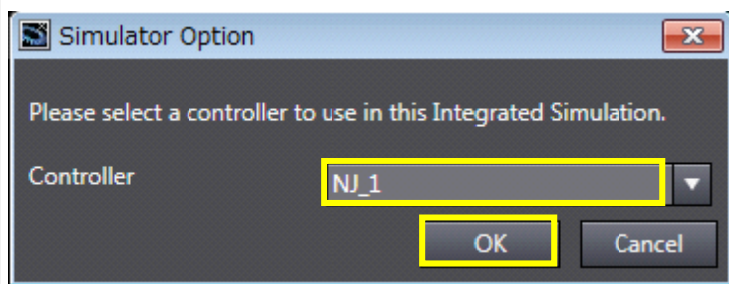 Simulator Option
Please select a controller to use in this Integrated Simulation.
Controller NJ_1
OK Cancel